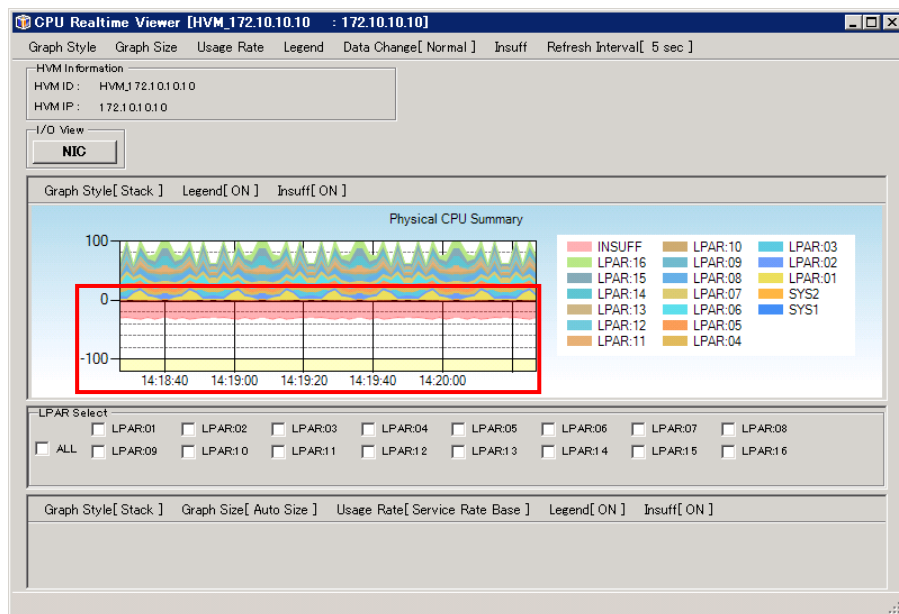 CPU Realtime Viewer [HVM_172.10.10.10 : 172.10.10.10]
Graph Style Graph Size Usage Rate Legend Data Change[ Normal ] Insuff Refresh Interval[ 5 sec ]
HVM Information
HVM ID : HVM_172.10.10.10
HVM IP : 172.10.10.10
I/O View
NIC
Graph Style[ Stack ] Legend[ ON ] Insuff[ ON ]
Physical CPU Summary
100
0
-100
14:18:40 14:19:00 14:19:20 14:19:40 14:20:00
INSUFF LPAR:10 LPAR:03
LPAR:16 LPAR:09 LPAR:02
LPAR:15 LPAR:08 LPAR:01
LPAR:14 LPAR:07 SYS2
LPAR:13 LPAR:06 SYS1
LPAR:12 LPAR:05
LPAR:11 LPAR:04
LPAR Select
LPAR:01 LPAR:02 LPAR:03 LPAR:04 LPAR:05 LPAR:06 LPAR:07 LPAR:08
ALL LPAR:09 LPAR:10 LPAR:11 LPAR:12 LPAR:13 LPAR:14 LPAR:15 LPAR:16
Graph Style[ Stack ] Graph Size[ Auto Size ] Usage Rate[ Service Rate Base ] Legend[ ON ] Insuff[ ON ]